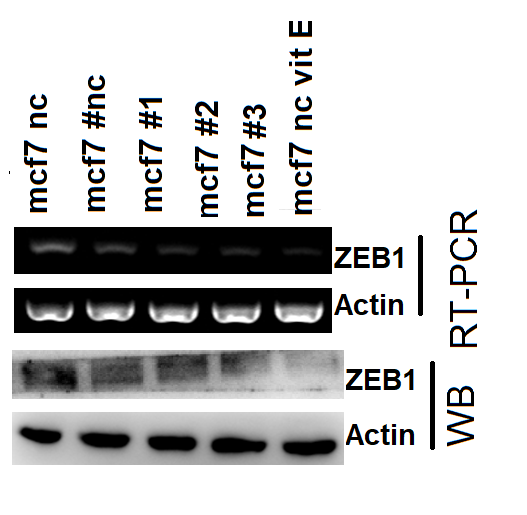 mcf7 nc
mcf7 #nc
mcf7 #1
mcf7 #2
mcf7#3
mcf7 nc vit E
ZEB1
Actin
RT-PCR
ZEB1
Actin
WB